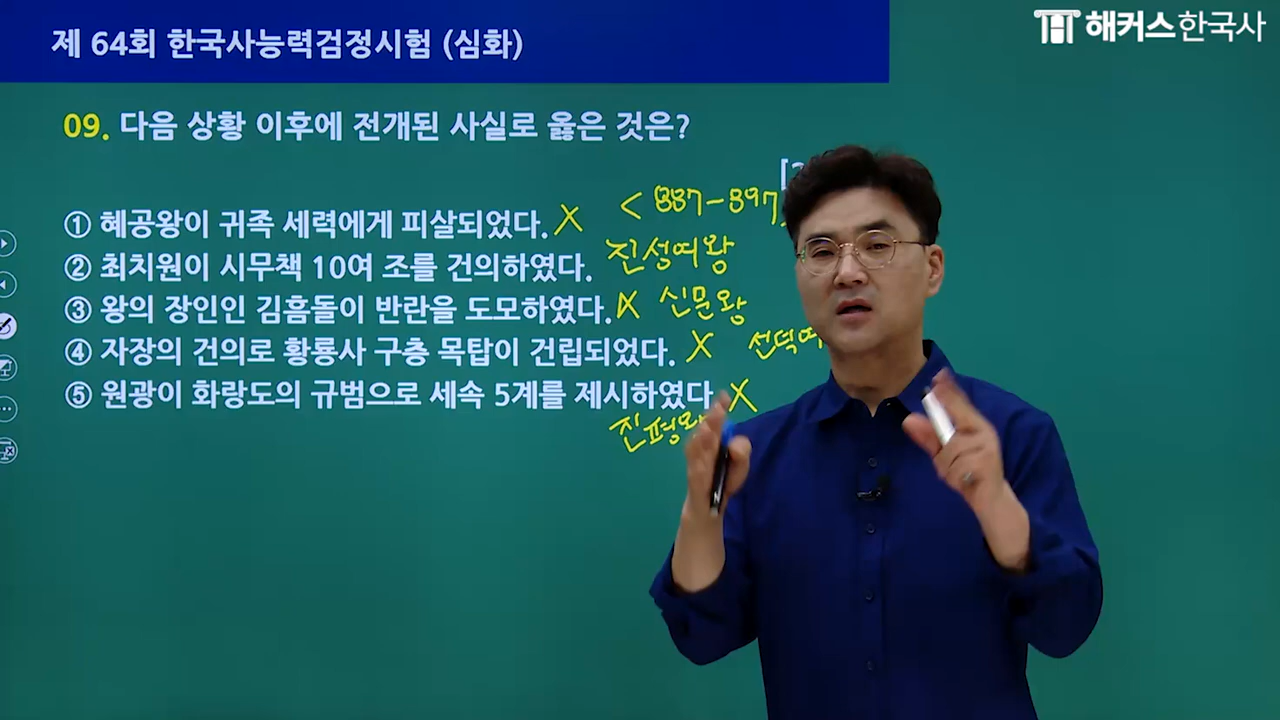 제 64회 한국사능력검정시험 (심화)
해커스한국사
09. 다음 상황 이후에 전개된 사실로 옳은 것은?
① 혜공왕이 귀족 세력에게 피살되었다. X < 887-897
② 최치원이 시무책 10여 조를 건의하였다. 진성여왕
③ 왕의 장인인 김흠돌이 반란을 도모하였다. X 신문왕
④ 자장의 건의로 황룡사 구층 목탑이 건립되었다. X 선덕여
⑤ 원광이 화랑도의 규범으로 세속 5계를 제시하였다 X
진평왕